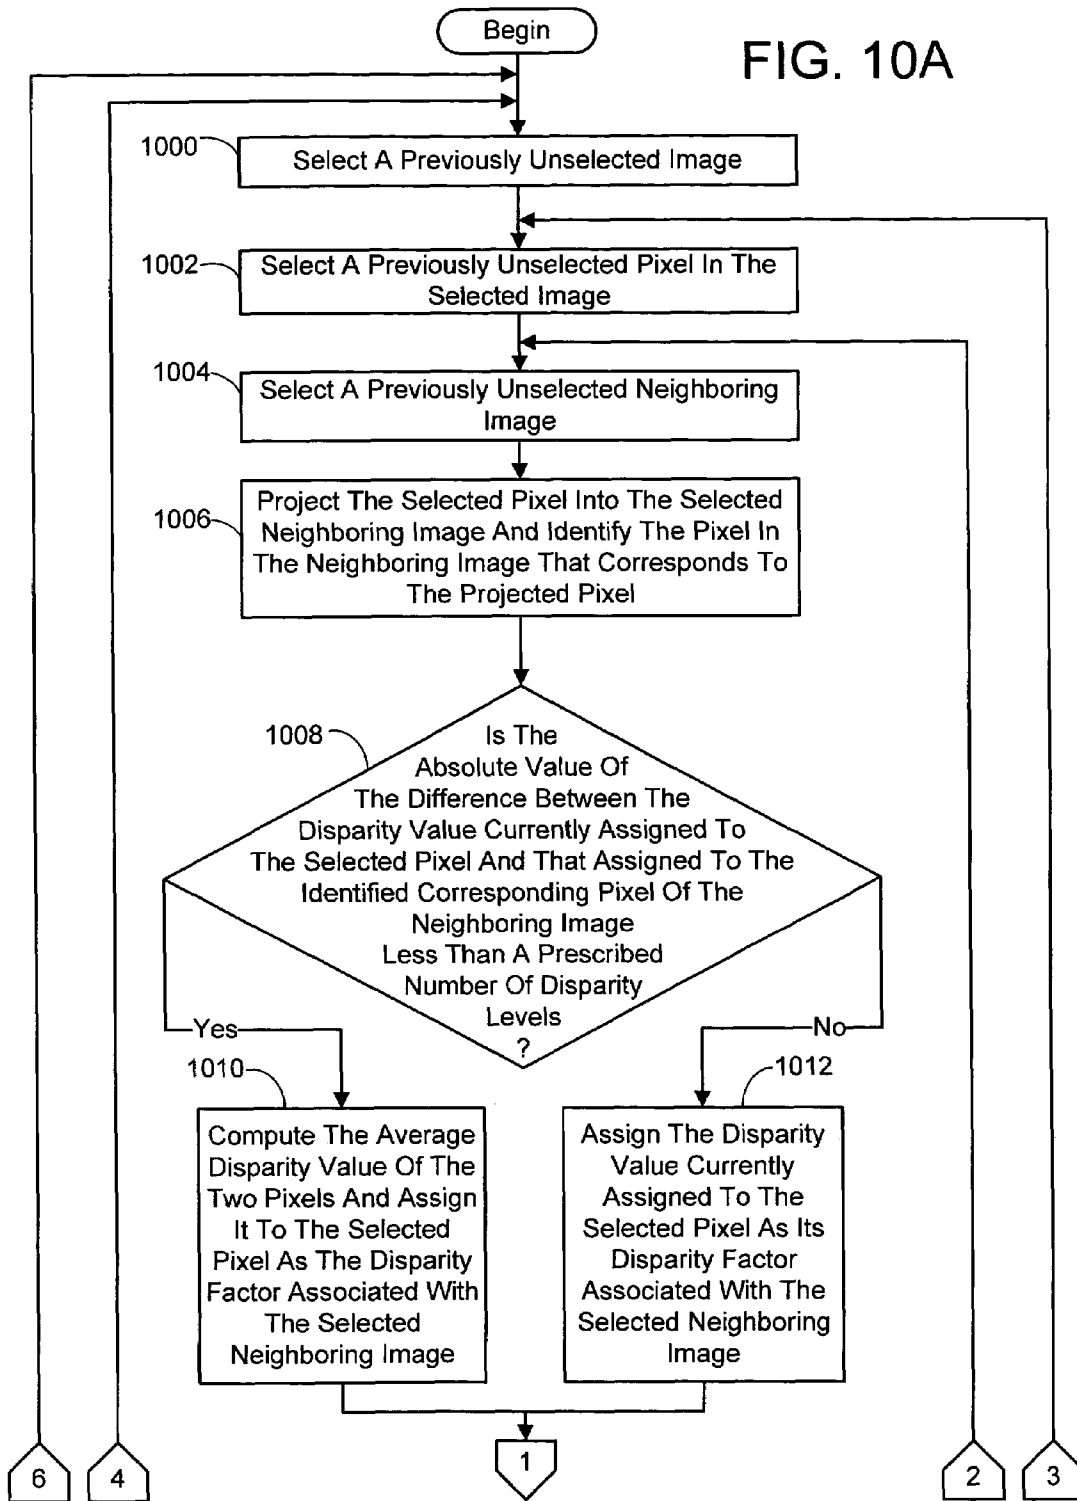 Begin
FIG. 10A
1000
Select A Previously Unselected Image
1002
Select A Previously Unselected Pixel In The
Selected Image
1004
Select A Previously Unselected Neighboring
Image
1006
Project The Selected Pixel Into The Selected
Neighboring Image And Identify The Pixel In
The Neighboring Image That Corresponds To
The Projected Pixel
1008
Is The
Absolute Value Of
The Difference Between The
Disparity Value Currently Assigned To
The Selected Pixel And That Assigned To The
Identified Corresponding Pixel Of The
Neighboring Image
Less Than A Prescribed
Number Of Disparity
Levels
?
Yes
No
1010
Compute The Average
Disparity Value Of The
Two Pixels And Assign
It To The Selected
Pixel As The Disparity
Factor Associated With
The Selected
Neighboring Image
1012
Assign The Disparity
Value Currently
Assigned To The
Selected Pixel As Its
Disparity Factor
Associated With The
Selected Neighboring
Image
6
4
1
2
3